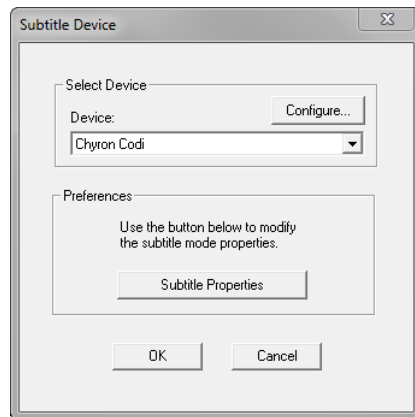 Subtitle Device
Select Device
Configure...
Device:
Chyron Codi
Preferences
Use the button below to modify
the subtitle mode properties.
Subtitle Properties
OK Cancel